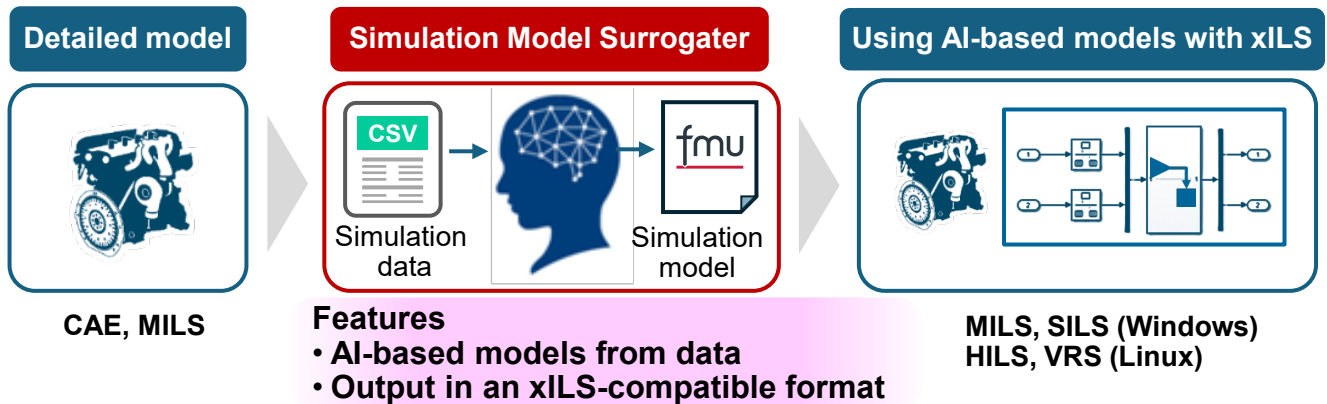 Detailed model
Simulation Model Surrogater
Using AI-based models with xILS
CSV
fmu
Simulation
data
Simulation
model
1
2
1
1
2
CAE, MILS
Features
• AI-based models from data
• Output in an xILS-compatible format
MILS, SILS (Windows)
HILS, VRS (Linux)